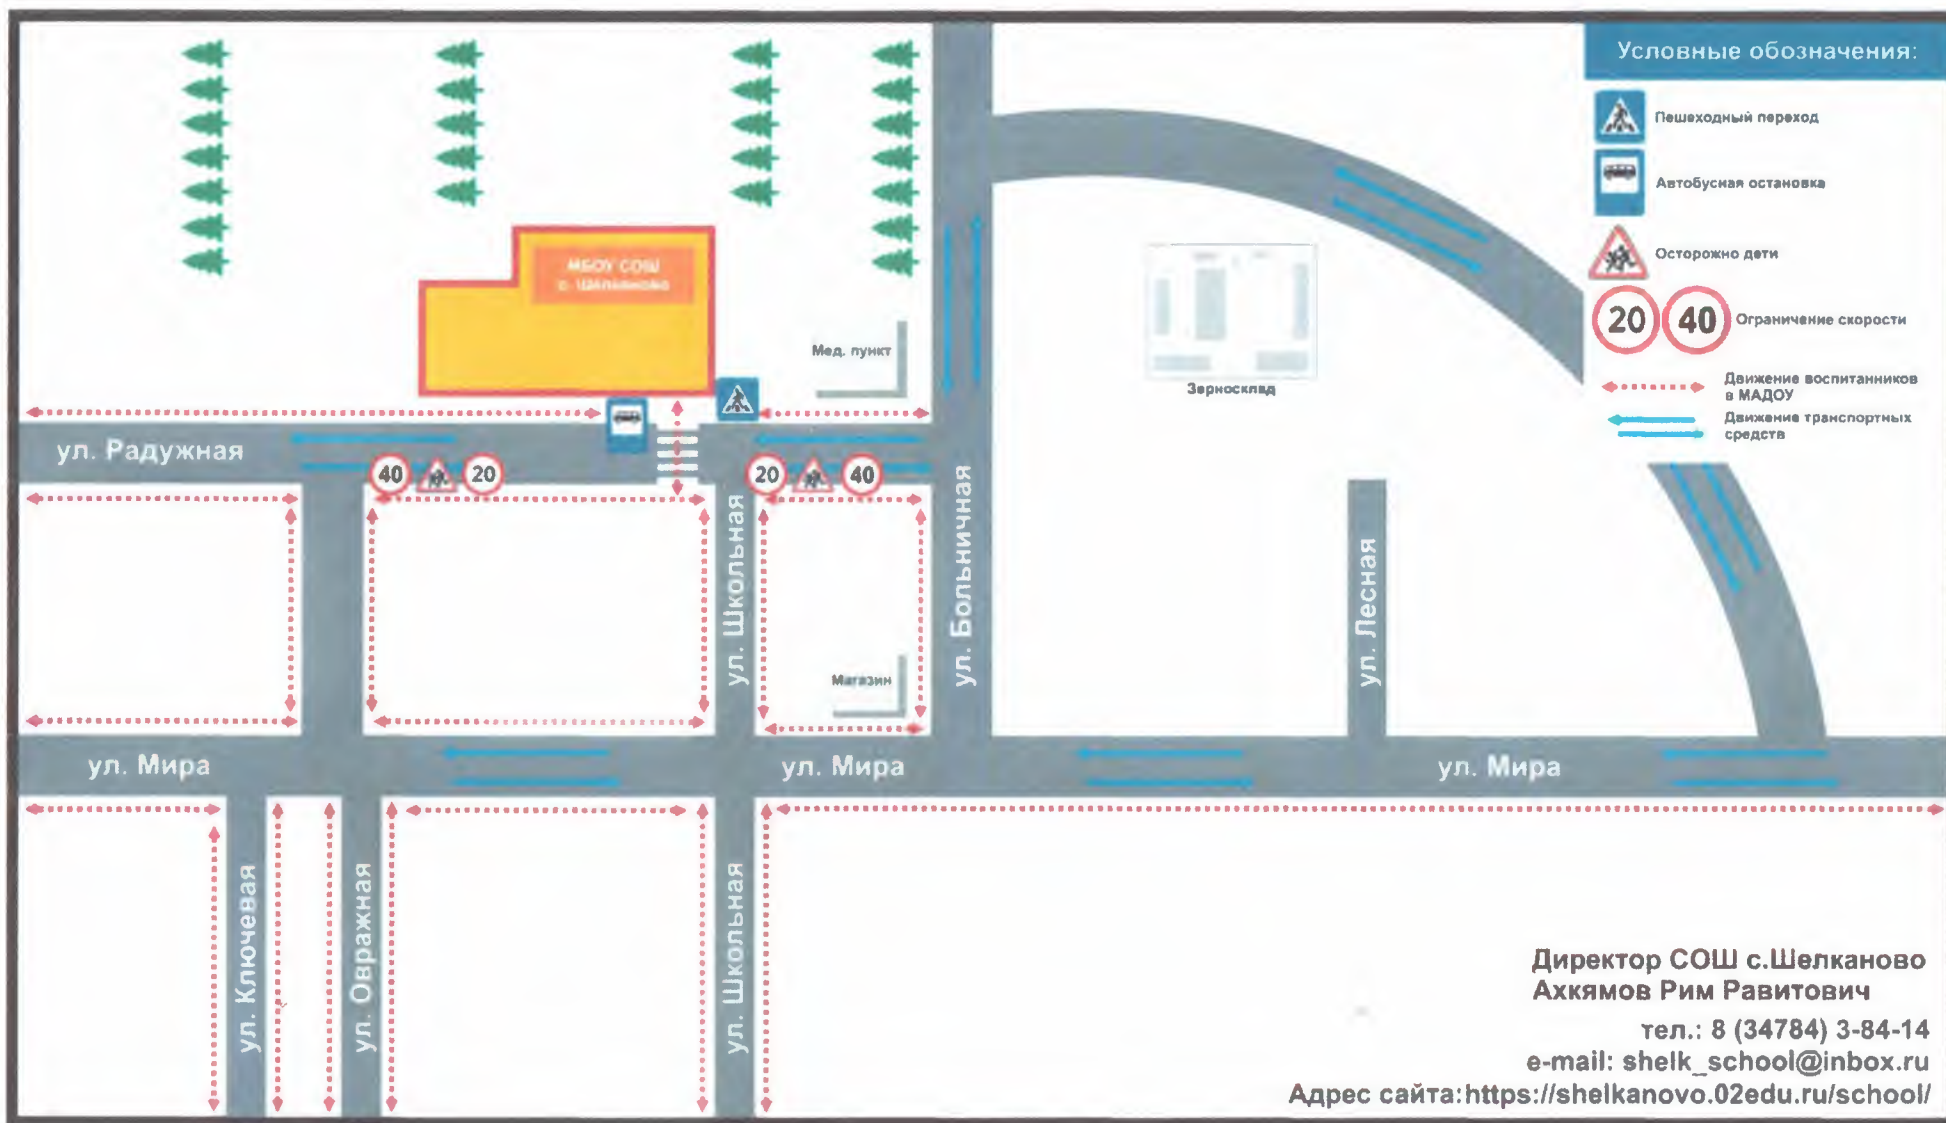 Условные обозначения:
Пешеходный переход
Автобусная остановка
Осторожно дети
20 40 Ограничение скорости
Движение воспитанников
в МАДОУ
Движение транспортных
средств
МБОУ СОШ
с. Шелканово
Мед. пункт
Зерносклад
ул. Радужная
40 20
20 40
ул. Школьная
ул. Больничная
ул. Лесная
Магазин
ул. Мира
ул. Мира
ул. Мира
ул. Ключевая
ул. Овражная
ул. Школьная
Директор СОШ с.Шелканово
Ахкямов Рим Равитович
тел.: 8 (34784) 3-84-14
e-mail: shelk_school@inbox.ru
Адрес сайта:https://shelkanovo.02edu.ru/school/